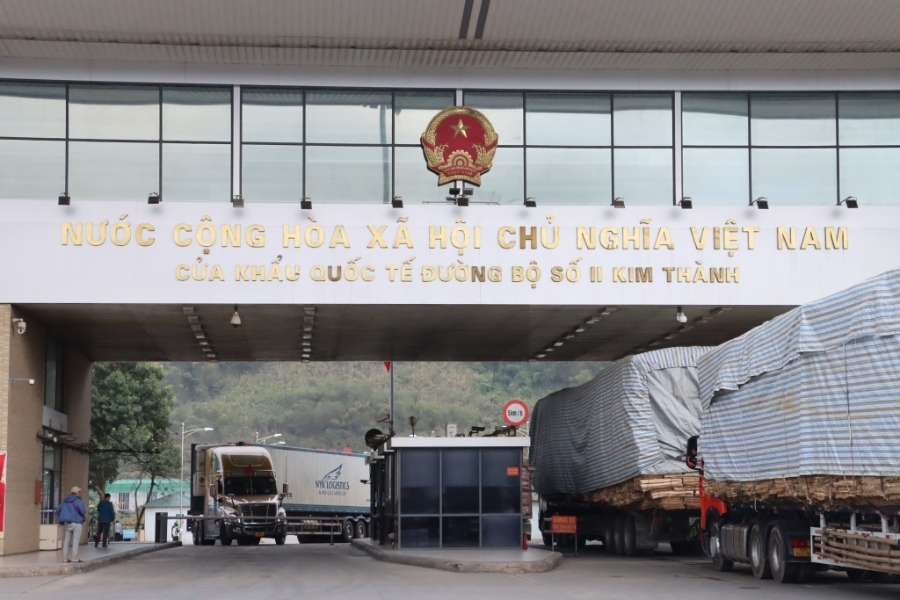 NƯỚC CỘNG HÒA XÃ HỘI CHỦ NGHĨA VIỆT NAM
CỬA KHẨU QUỐC TẾ ĐƯỜNG BỘ SỐ II KIM THÀNH
5km/h
NYK LOGISTICS